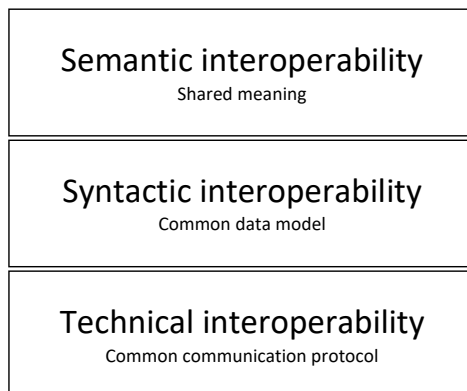 Semantic interoperability
Shared meaning
Syntactic interoperability
Common data model
Technical interoperability
Common communication protocol